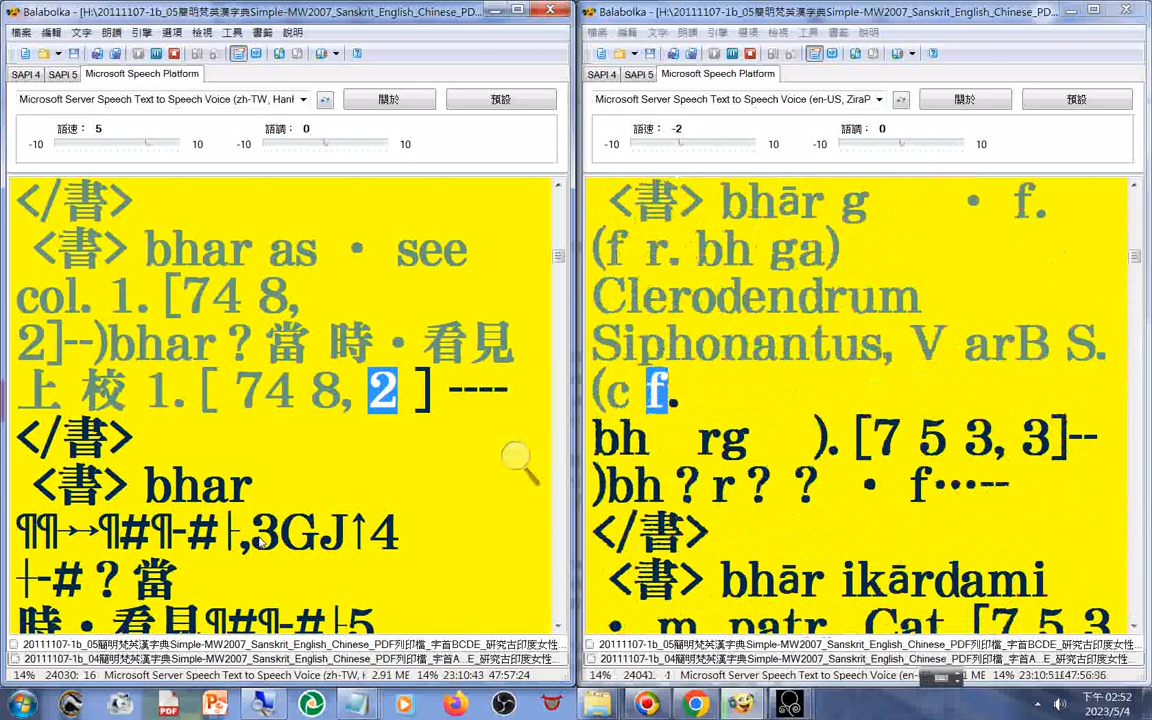 Balabolka - [H:\20111107-1b_05簡明梵英漢字典Simple-MW2007_Sanskrit_English_Chinese_PD...
檔案 編輯 文字 朗讀 引擎 選項 檢視 工具 書籤 說明
SAPI 4 SAPI 5 Microsoft Speech Platform
Microsoft Server Speech Text to Speech Voice (zh-TW, HanI 關於 預設
語速: 5 語調: 0
-10 10 -10 10
</書>
<書> bhar as • see
col. 1. [74 8,
2]--)bhar?當 時•看見
上 校 1. [ 74 8, 2 ] ----
</書>
<書> bhar
¶¶→→¶#¶-#├,3GJ↑4
┼-#?當
時•看見¶#¶-#├5
20111107-1b_05簡明梵英漢字典Simple-MW2007_Sanskrit_English_Chinese_PDF列印檔_字首BCDE_研究古印度女性...
20111107-1b_04簡明梵英漢字典Simple-MW2007_Sanskrit_English_Chinese_PDF列印檔_字首A...E_研究古印度女性...
14% 24030: 16 Microsoft Server Speech Text to Speech Voice (zh-TW, 2.91 ME 14% 23:10:43 47:57:24
Balabolka - [H:\20111107-1b_05簡明梵英漢字典Simple-MW2007_Sanskrit_English_Chinese_PD...
檔案 編輯 文字 朗讀 引擎 選項 檢視 工具 書籤 說明
SAPI 4 SAPI 5 Microsoft Speech Platform
Microsoft Server Speech Text to Speech Voice (en-US, ZiraP 關於 預設
語速: -2 語調: 0
-10 10 -10 10
<書> bhār g • f.
(f r. bh ga)
Clerodendrum
Siphonantus, V arB S.
(c f.
bh rg ). [7 5 3, 3]--
)bh?r? ? • f…--
</書>
<書> bhār ikārdami
• m. patr. Cat. [7 5 3
20111107-1b_05簡明梵英漢字典Simple-MW2007_Sanskrit_English_Chinese_PDF列印檔_字首BCDE_研究古印度女性...
20111107-1b_04簡明梵英漢字典Simple-MW2007_Sanskrit_English_Chinese_PDF列印檔_字首A...E_研究古印度女性...
14% Microsoft Server Speech Text to Speech Voice (en-US, 14% 23:10:51 47:56:36
下午 02:52
2023/5/4